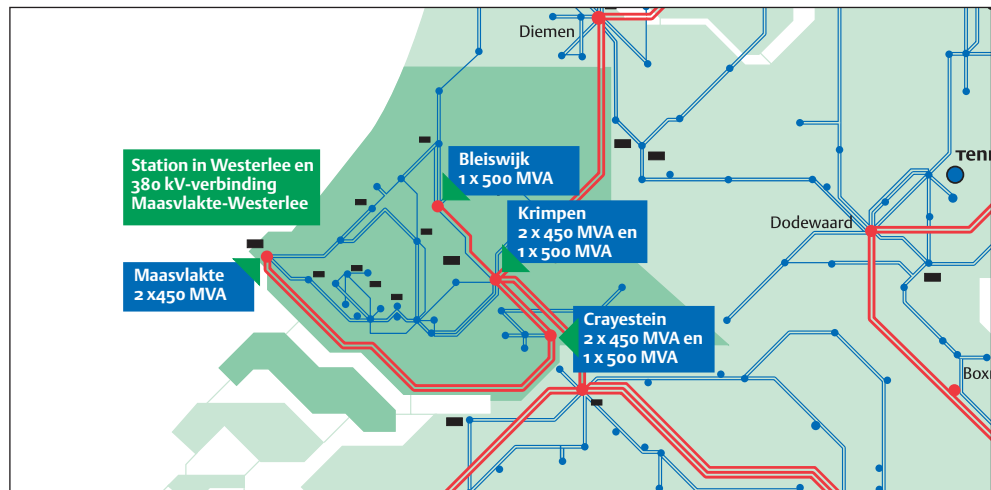 Diemen
Station in Westerlee en
380 kV-verbinding
Maasvlakte-Westerlee
Bleiswijk
1 x 500 MVA
Krimpen
2 x 450 MVA en
1 x 500 MVA
Dodewaard
Maasvlakte
2 x450 MVA
Crayestein
2 x 450 MVA en
1 x 500 MVA